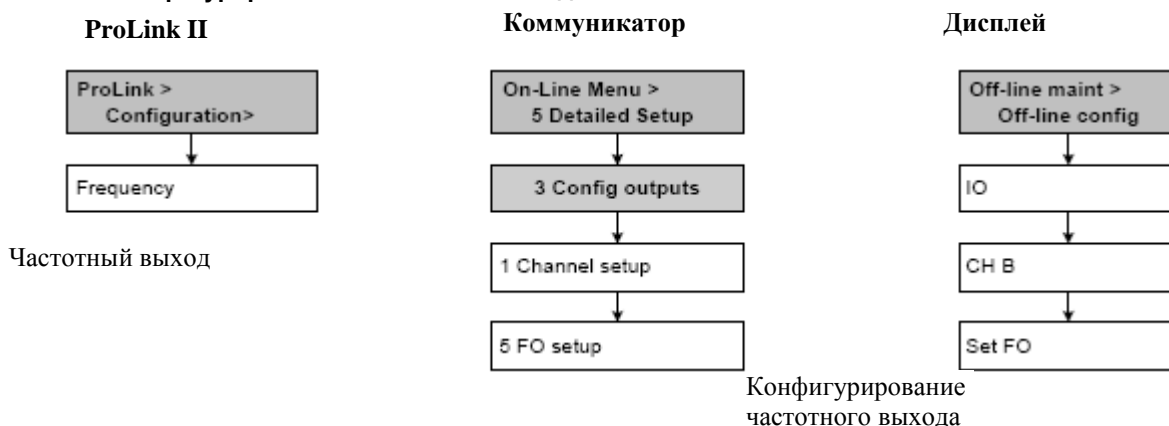 ProLink II
Коммуникатор
Дисплей
ProLink >
Configuration>
Frequency
Частотный выход
On-Line Menu >
5 Detailed Setup
3 Config outputs
1 Channel setup
5 FO setup
Конфигурирование
частотного выхода
Off-line maint >
Off-line config
IO
CH B
Set FO